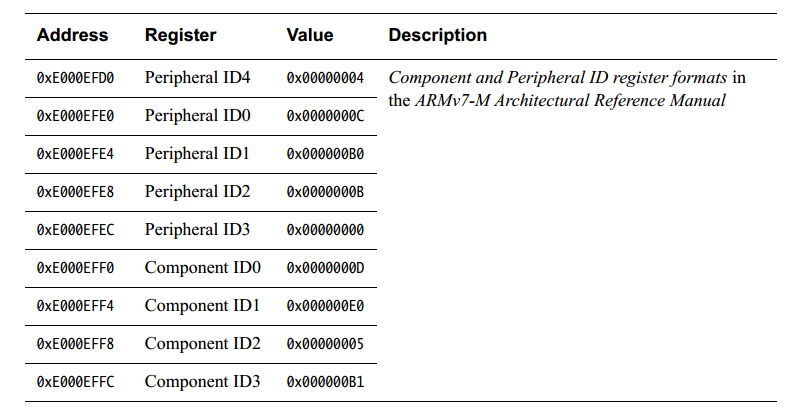 Address Register Value Description
0xE000EFD0 Peripheral ID4 0x00000004 Component and Peripheral ID register formats in
the ARMv7-M Architectural Reference Manual
0xE000EFE0 Peripheral ID0 0x0000000C
0xE000EFE4 Peripheral ID1 0x000000B0
0xE000EFE8 Peripheral ID2 0x0000000B
0xE000EFEC Peripheral ID3 0x00000000
0xE000EFF0 Component ID0 0x0000000D
0xE000EFF4 Component ID1 0x000000E0
0xE000EFF8 Component ID2 0x00000005
0xE000EFFC Component ID3 0x000000B1